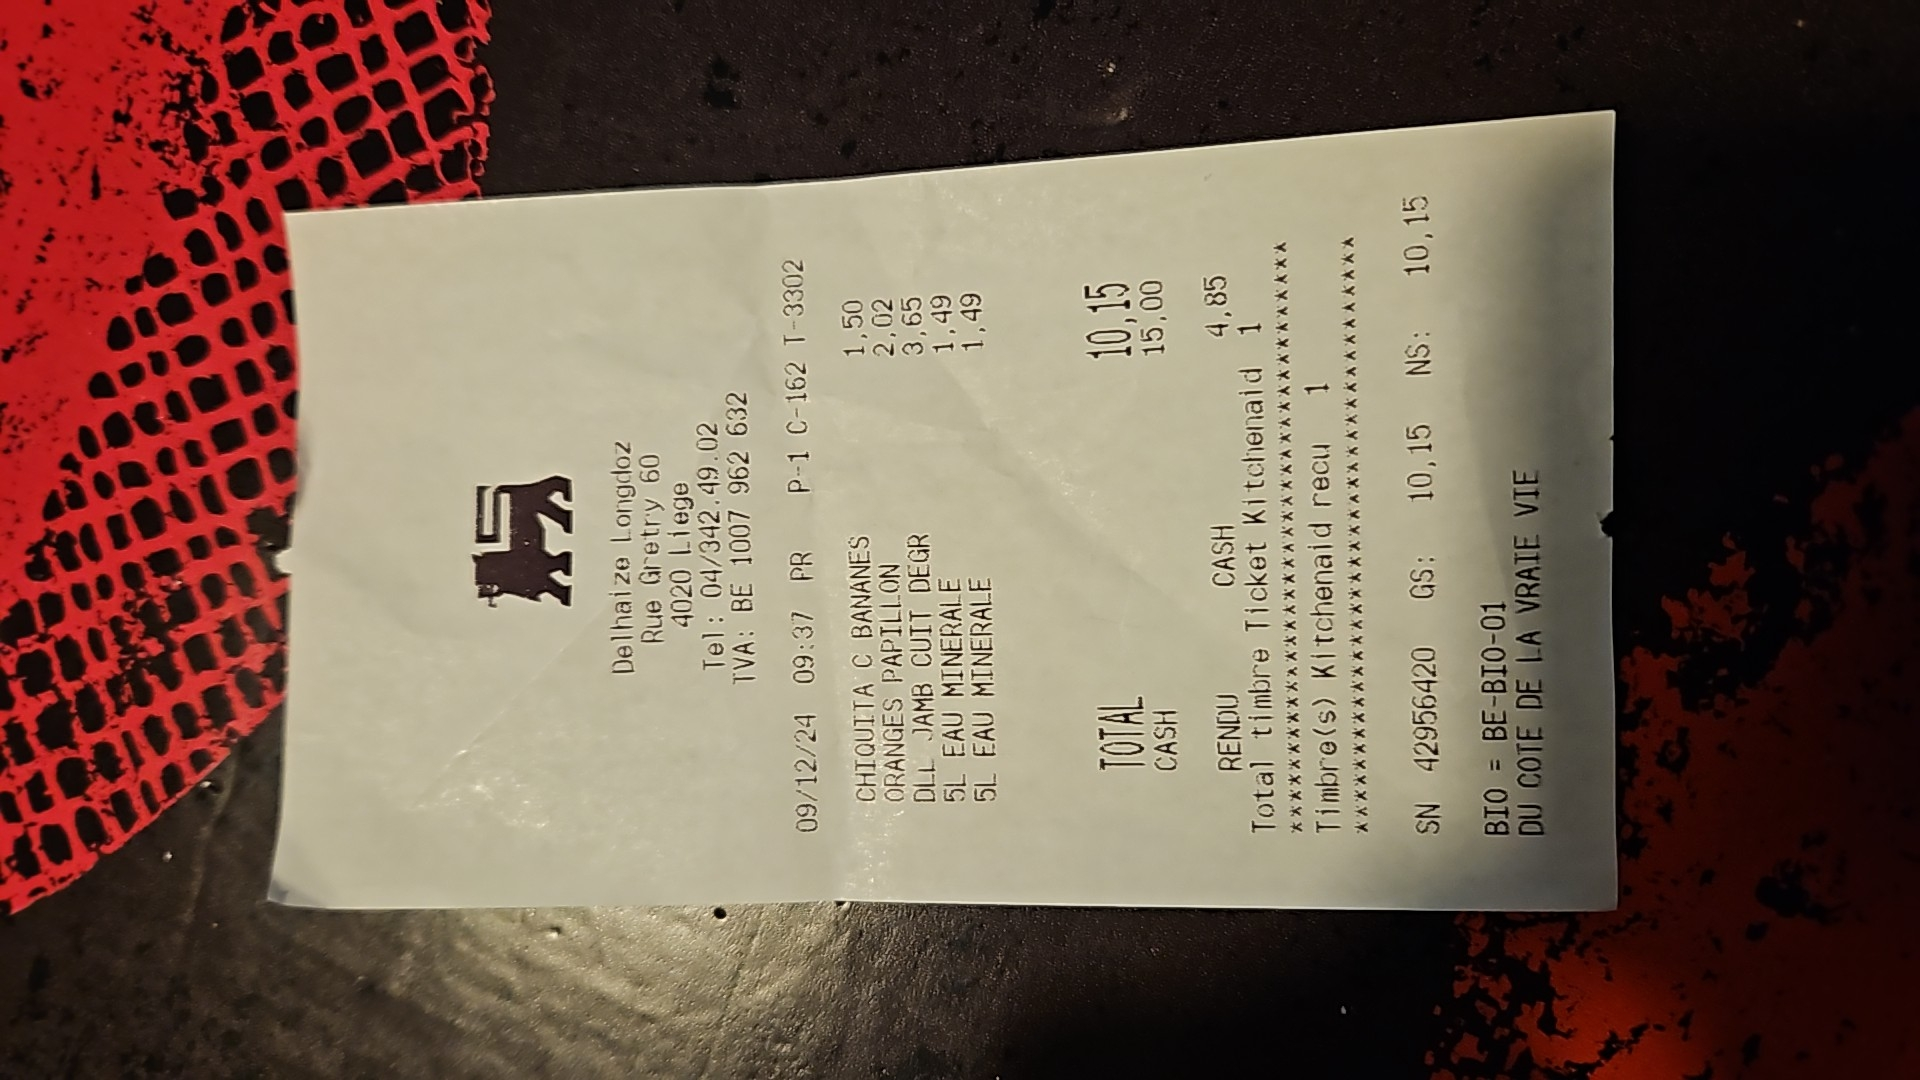 Delhaize Longdoz
Rue Gretry 60
4020 Liege
Tel: 04/342.49.02
TVA: BE 1007 962 632
09/12/24 09:37 PR P-1 C-162 T-3302
CHIQUITA C BANANES 1,50
ORANGES PAPILLON 2,02
DLL JAMB CUIT DEGR 3,65
5L EAU MINERALE 1,49
5L EAU MINERALE 1,49
TOTAL 10,15
CASH 15,00
RENDU CASH 4,85
Total timbre Ticket Kitchenaid 1
****************************************
Timbre(s) Kitchenaid recu 1
****************************************
SN 42956420 GS: 10,15 NS: 10,15
BIO = BE-BIO-01
DU COTE DE LA VRAIE VIE